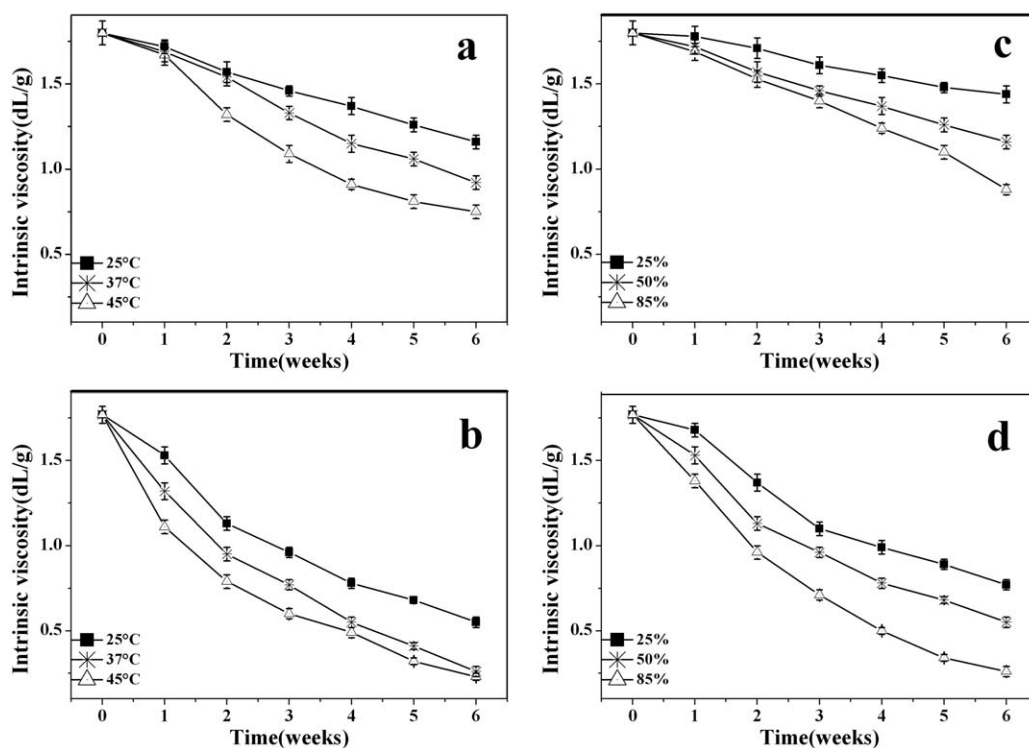 a
Intrinsic viscosity(dL/g)
1.5
1.0
0.5
25°C
37°C
45°C
0 1 2 3 4 5 6
Time(weeks)
c
Intrinsic viscosity(dL/g)
1.5
1.0
0.5
25%
50%
85%
0 1 2 3 4 5 6
Time(weeks)
b
Intrinsic viscosity(dL/g)
1.5
1.0
0.5
25°C
37°C
45°C
0 1 2 3 4 5 6
Time(weeks)
d
Intrinsic viscosity(dL/g)
1.5
1.0
0.5
25%
50%
85%
0 1 2 3 4 5 6
Time(weeks)